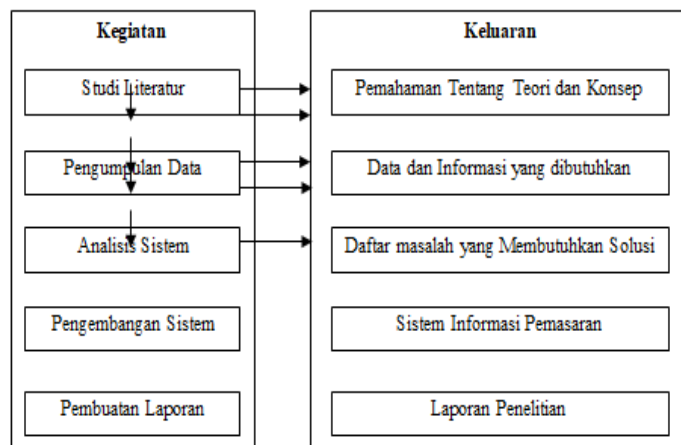 Kegiatan
Studi Literatur
Pengumpulan Data
Analisis Sistem
Pengembangan Sistem
Pembuatan Laporan
Keluaran
Pemahaman Tentang Teori dan Konsep
Data dan Informasi yang dibutuhkan
Daftar masalah yang Membutuhkan Solusi
Sistem Informasi Pemasaran
Laporan Penelitian